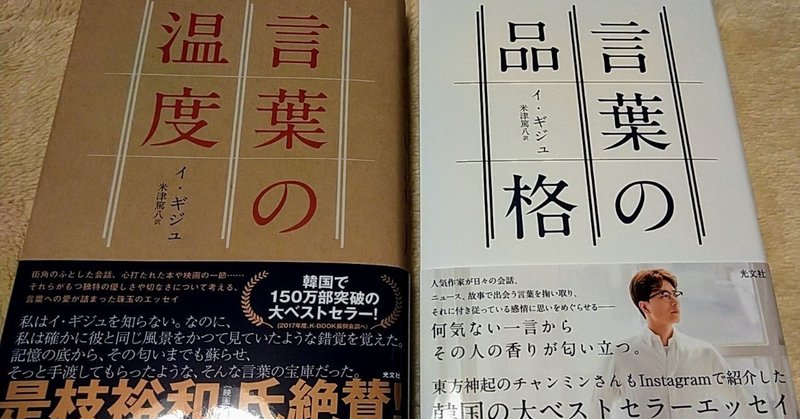 言葉の
温度
イ・ギジュ
米津篤八 訳
街角のふとした会話、心打たれた本や映画の一節……
それらがもつ独特の優しさや切なさについて考える、
言葉への愛が詰まった珠玉のエッセイ
韓国で
150万部突破の
大ベストセラー!
(2017年度、K-BOOK振興会調べ)
私はイ・ギジュを知らない。なのに、
私は確かに彼と同じ風景をかつて見ていたような錯覚を覚えた。
記憶の底から、その匂いまでも蘇らせ、
そっと手渡してもらったような、そんな言葉の宝庫だった。
光文社
是枝裕和 氏絶賛!
言葉の
品格
イ・ギジュ
米津篤八 訳
光文社
人気作家が日々の会話、
ニュース、故事で出会う言葉を掬い取り、
それに付き従っている感情に思いをめぐらせる——
何気ない一言から
その人の香りが匂い立つ。
東方神起のチャンミンさんもInstagramで紹介した
韓国の大ベストセラーエッセイ